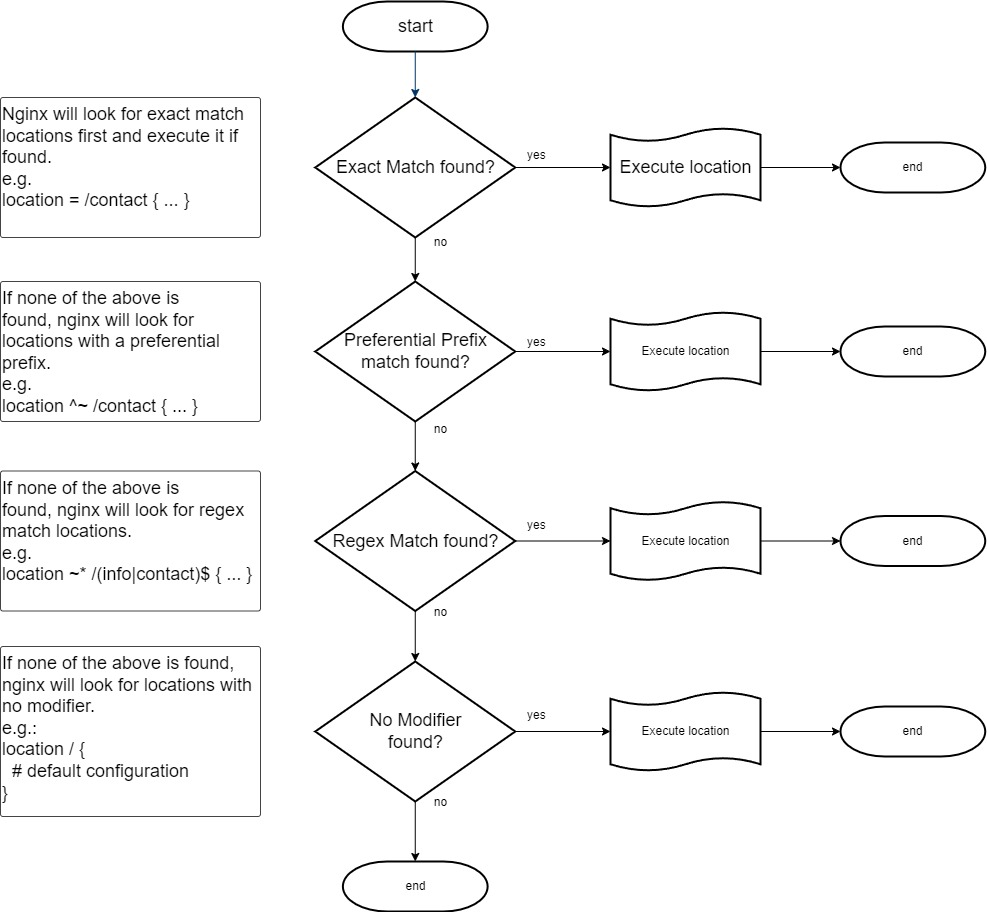 start
Nginx will look for exact match
locations first and execute it if
found.
e.g.
location = /contact { ... }
Exact Match found?
yes
Execute location
end
no
If none of the above is
found, nginx will look for
locations with a preferential
prefix.
e.g.
location ^~ /contact { ... }
Preferential Prefix
match found?
yes
Execute location
end
no
If none of the above is
found, nginx will look for regex
match locations.
e.g.
location ~* /(info|contact)$ { ... }
Regex Match found?
yes
Execute location
end
no
If none of the above is found,
nginx will look for locations with
no modifier.
e.g.:
location / {
  # default configuration
}
No Modifier
found?
yes
Execute location
end
no
end